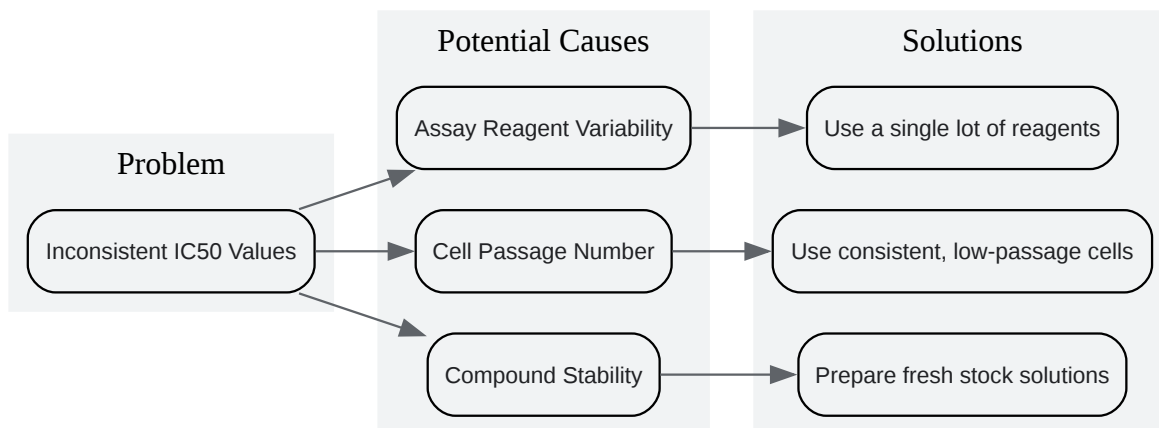 Problem
Inconsistent IC50 Values
Potential Causes
Assay Reagent Variability
Cell Passage Number
Compound Stability
Solutions
Use a single lot of reagents
Use consistent, low-passage cells
Prepare fresh stock solutions